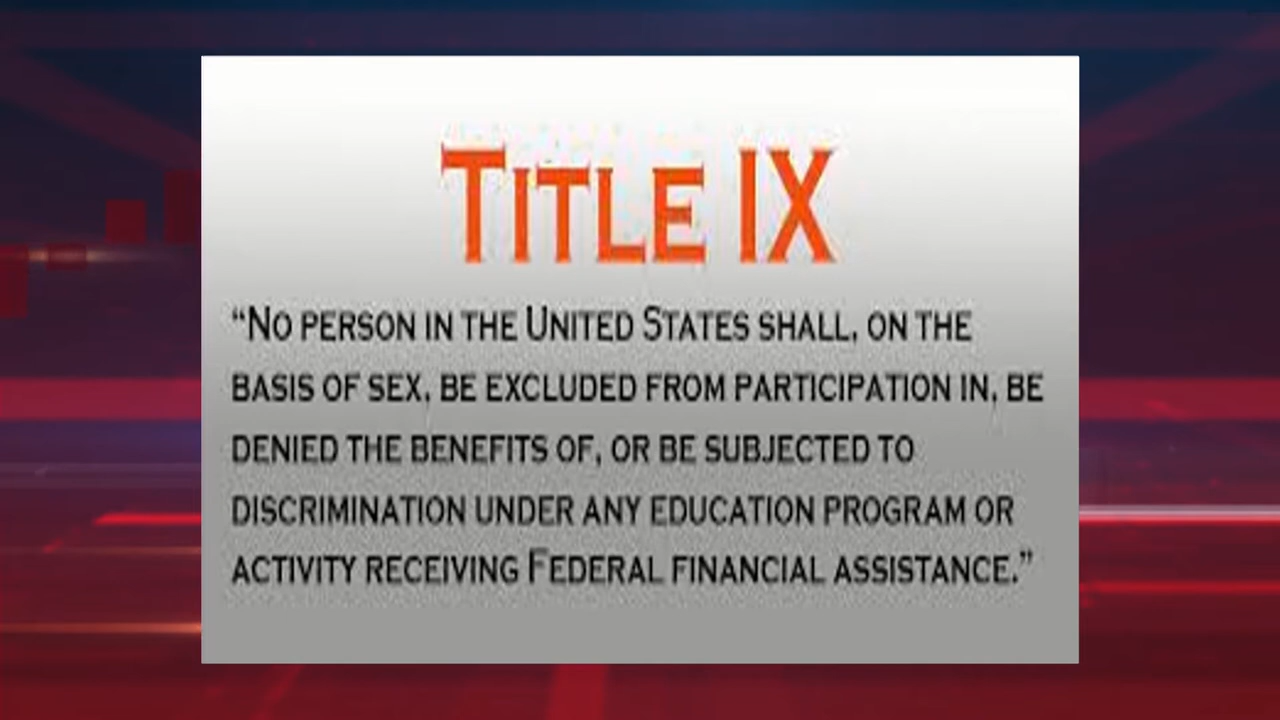 TITLE IX
“NO PERSON IN THE UNITED STATES SHALL, ON THE
BASIS OF SEX, BE EXCLUDED FROM PARTICIPATION IN, BE
DENIED THE BENEFITS OF, OR BE SUBJECTED TO
DISCRIMINATION UNDER ANY EDUCATION PROGRAM OR
ACTIVITY RECEIVING FEDERAL FINANCIAL ASSISTANCE.”